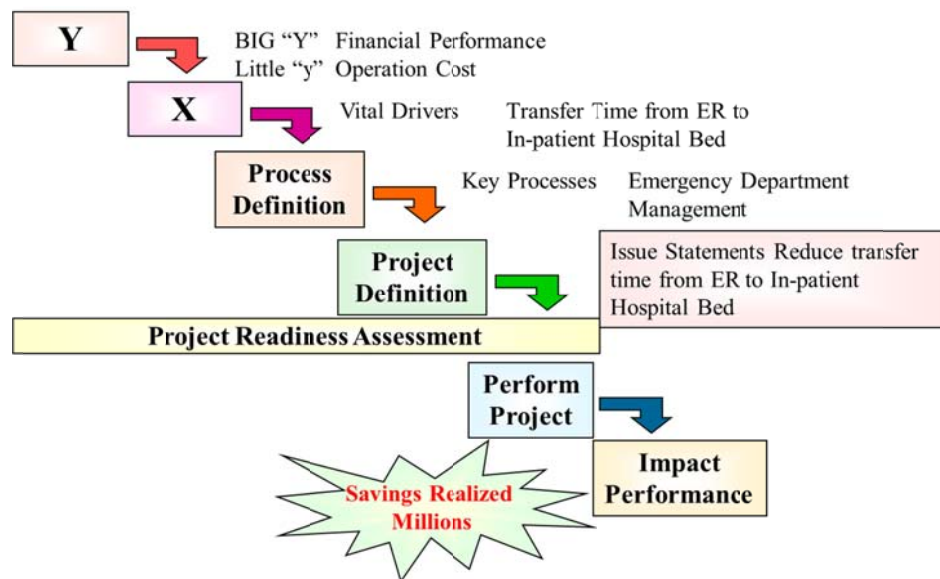 Y
BIG “Y” Financial Performance
Little “y” Operation Cost
X
Vital Drivers Transfer Time from ER to
In-patient Hospital Bed
Process
Definition
Key Processes Emergency Department
Management
Project
Definition
Issue Statements Reduce transfer
time from ER to In-patient
Hospital Bed
Project Readiness Assessment
Perform
Project
Impact
Performance
Savings Realized
Millions